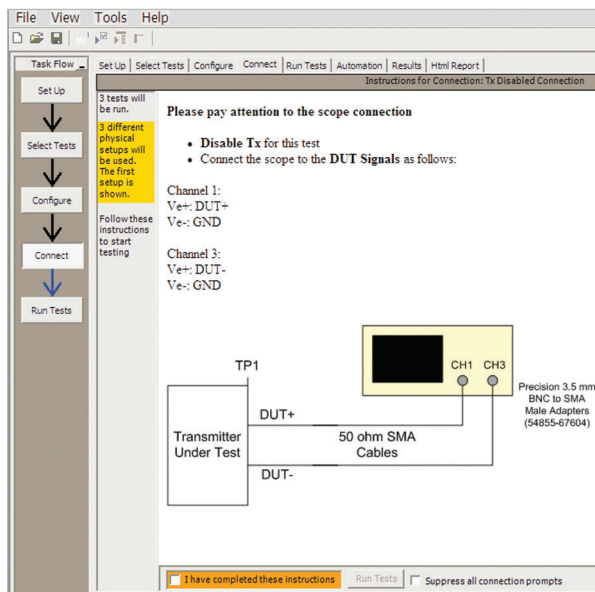 File View Tools Help
Task Flow
Set Up
Select Tests
Configure
Connect
Run Tests
Set Up Select Tests Configure Connect Run Tests Automation Results Html Report
Instructions for Connection: Tx Disabled Connection
3 tests will
be run.
3 different
physical
setups will
be used.
The first
setup is
shown.
Follow these
instructions
to start
testing
Please pay attention to the scope connection
• Disable Tx for this test
• Connect the scope to the DUT Signals as follows:
Channel 1:
Ve+: DUT+
Ve-: GND
Channel 3:
Ve+: DUT-
Ve-: GND
TP1
CH1 CH3
Precision 3.5 mm
BNC to SMA
Male Adapters
(54855-67604)
DUT+
Transmitter
Under Test
50 ohm SMA
Cables
DUT-
I have completed these instructions
Run Tests
Suppress all connection prompts